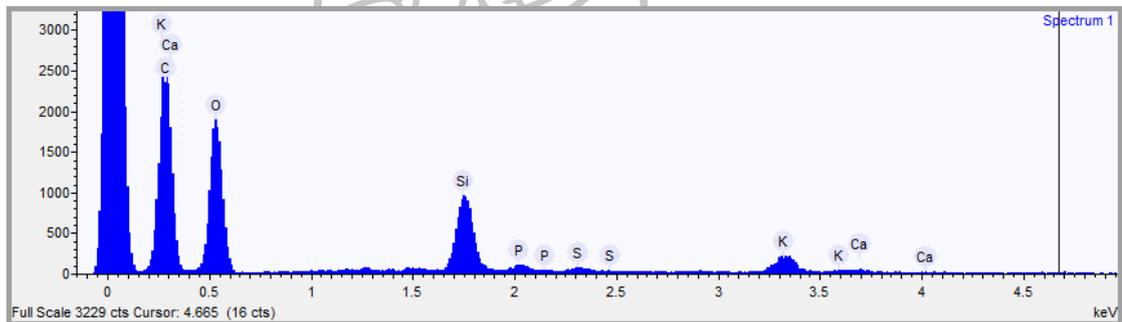 Spectrum 1
3000
2500
2000
1500
1000
500
0
K
Ca
C
O
Si
P
P
S
S
K
K
Ca
Ca
0
0.5
1
1.5
2
2.5
3
3.5
4
4.5
Full Scale 3229 cts Cursor: 4.665 (16 cts)
keV